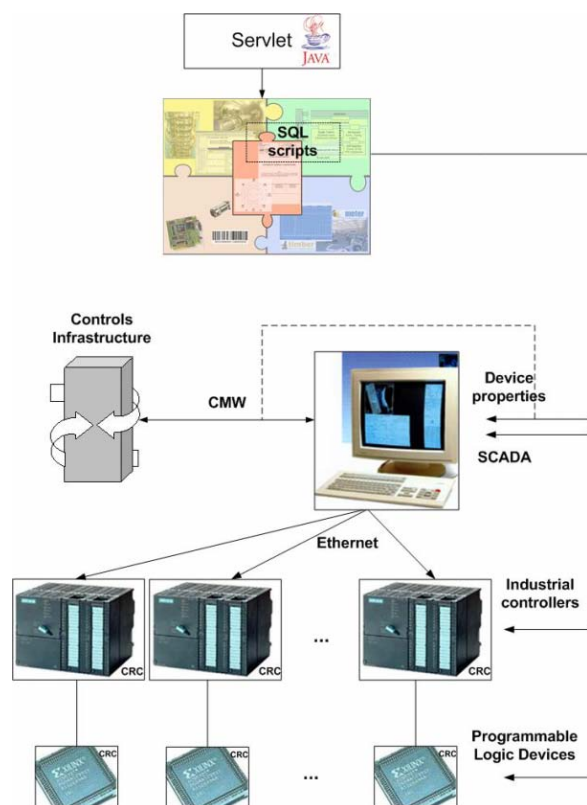 Servlet
JAVA
SQL
scripts
Controls
Infrastructure
CMW
Device
properties
SCADA
Ethernet
Industrial
controllers
CRC
CRC
CRC
...
Programmable
Logic Devices
CRC
CRC
CRC
XILINX
XILINX
XILINX
...